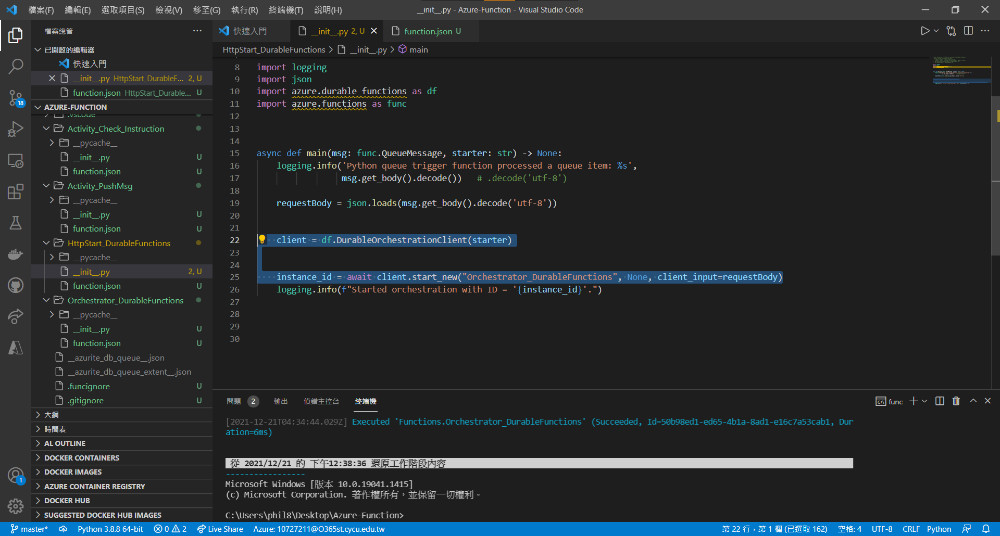 檔案(F) 編輯(E) 選取項目(S) 檢視(V) 移至(G) 執行(R) 終端機(T) 說明(H) __init__.py - Azure-Function - Visual Studio Code
檔案總管 ···
已開啟的編輯器
快速入門
__init__.py HttpStart_DurableF... 2, U
function.json HttpStart_Durable... U
AZURE-FUNCTION
.vscode
Activity_Check_Instruction
__pycache__
__init__.py U
function.json U
Activity_PushMsg
__pycache__
__init__.py U
function.json U
HttpStart_DurableFunctions
__pycache__
__init__.py 2, U
function.json U
Orchestrator_DurableFunctions
__pycache__
__init__.py U
function.json U
__azurite_db_queue__.json
__azurite_db_queue_extent__.json
.funcignore U
.gitignore U
大綱
時間表
AL OUTLINE
DOCKER CONTAINERS
DOCKER IMAGES
AZURE CONTAINER REGISTRY
DOCKER HUB
SUGGESTED DOCKER HUB IMAGES
18
1
快速入門 __init__.py 2, U function.json U
HttpStart_DurableFunctions > __init__.py > main
8 import logging
9 import json
10 import azure.durable_functions as df
11 import azure.functions as func
12
13
14
15 async def main(msg: func.QueueMessage, starter: str) -> None:
16 logging.info('Python queue trigger function processed a queue item: %s',
17 msg.get_body().decode()) # .decode('utf-8')
18
19 requestBody = json.loads(msg.get_body().decode('utf-8'))
20
21
22 client = df.DurableOrchestrationClient(starter)
23
24
25 instance_id = await client.start_new("Orchestrator_DurableFunctions", None, client_input=requestBody)
26 logging.info(f"Started orchestration with ID = '{instance_id}'.")
27
28
29
30
問題 2 輸出 偵錯主控台 終端機 func
[2021-12-21T04:34:44.029Z] Executed 'Functions.Orchestrator_DurableFunctions' (Succeeded, Id=50b98ed1-ed65-4b1a-8ad1-e16c7a53cab1, Dur
ation=6ms)
從 2021/12/21 的 下午12:38:36 還原工作階段內容
-----------------
Microsoft Windows [版本 10.0.19041.1415]
(c) Microsoft Corporation. 著作權所有，並保留一切權利。
C:\Users\phil8\Desktop\Azure-Function>
master* Python 3.8.8 64-bit 0 2 Live Share Azure: 10727211@O365st.cycu.edu.tw 第 22 行，第 1 欄 (已選取 162) 空格: 4 UTF-8 CRLF Python